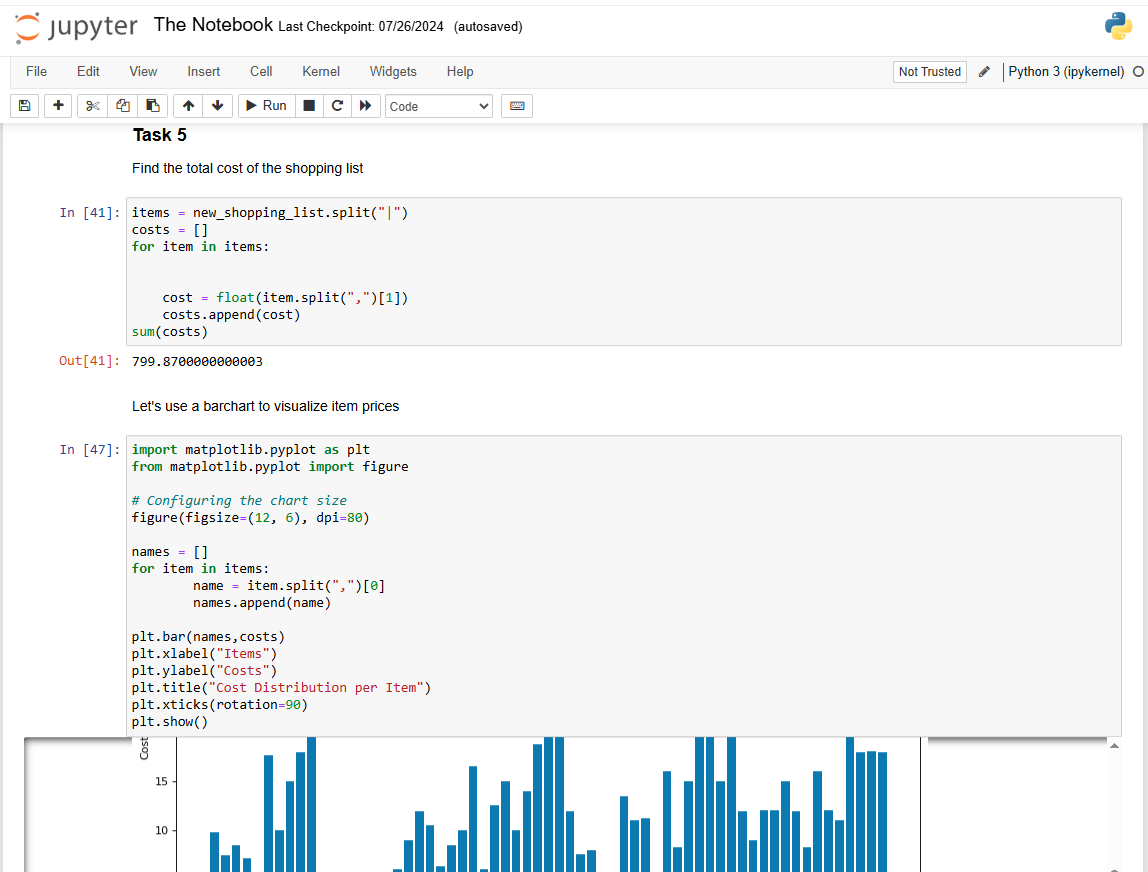 jupyter The Notebook Last Checkpoint: 07/26/2024 (autosaved)
File Edit View Insert Cell Kernel Widgets Help Not Trusted Python 3 (ipykernel)
Run Code
Task 5
Find the total cost of the shopping list
In [41]: items = new_shopping_list.split("|")
costs = []
for item in items:
cost = float(item.split(",")[1])
costs.append(cost)
sum(costs)
Out[41]: 799.8700000000003
Let's use a barchart to visualize item prices
In [47]: import matplotlib.pyplot as plt
from matplotlib.pyplot import figure
# Configuring the chart size
figure(figsize=(12, 6), dpi=80)
names = []
for item in items:
name = item.split(",")[0]
names.append(name)
plt.bar(names,costs)
plt.xlabel("Items")
plt.ylabel("Costs")
plt.title("Cost Distribution per Item")
plt.xticks(rotation=90)
plt.show()
Cost
15
10